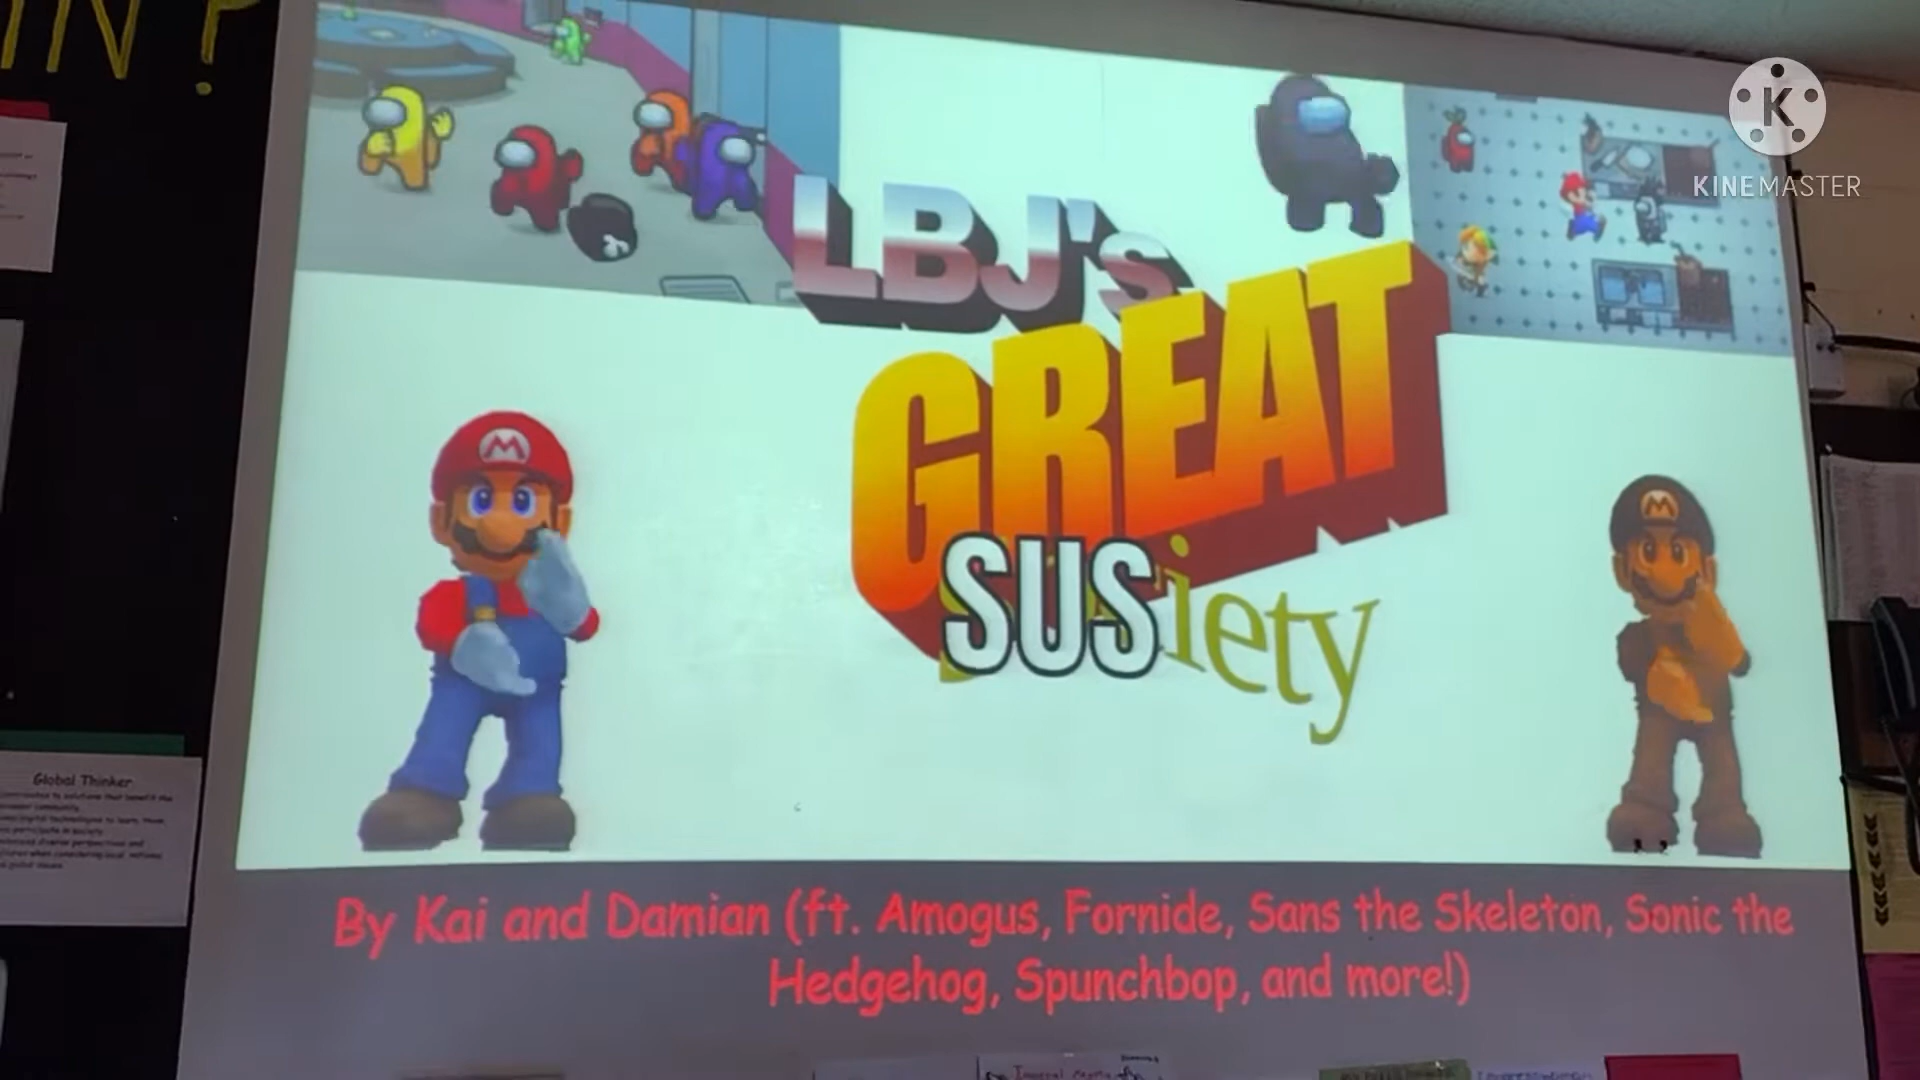 IN?
K
KINEMASTER
LBJ's
GREAT
SUSiety
M
M
By Kai and Damian (ft. Amogus, Fornide, Sans the Skeleton, Sonic the
Hedgehog, Spunchbop, and more!)
Global Thinker